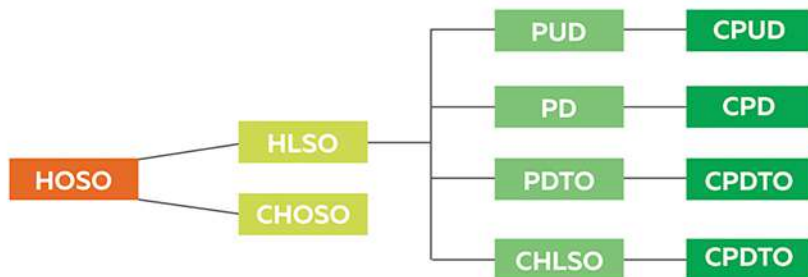 HOSO
HLSO
CHOSO
PUD
CPUD
PD
CPD
PDTO
CPDTO
CHLSO
CPDTO